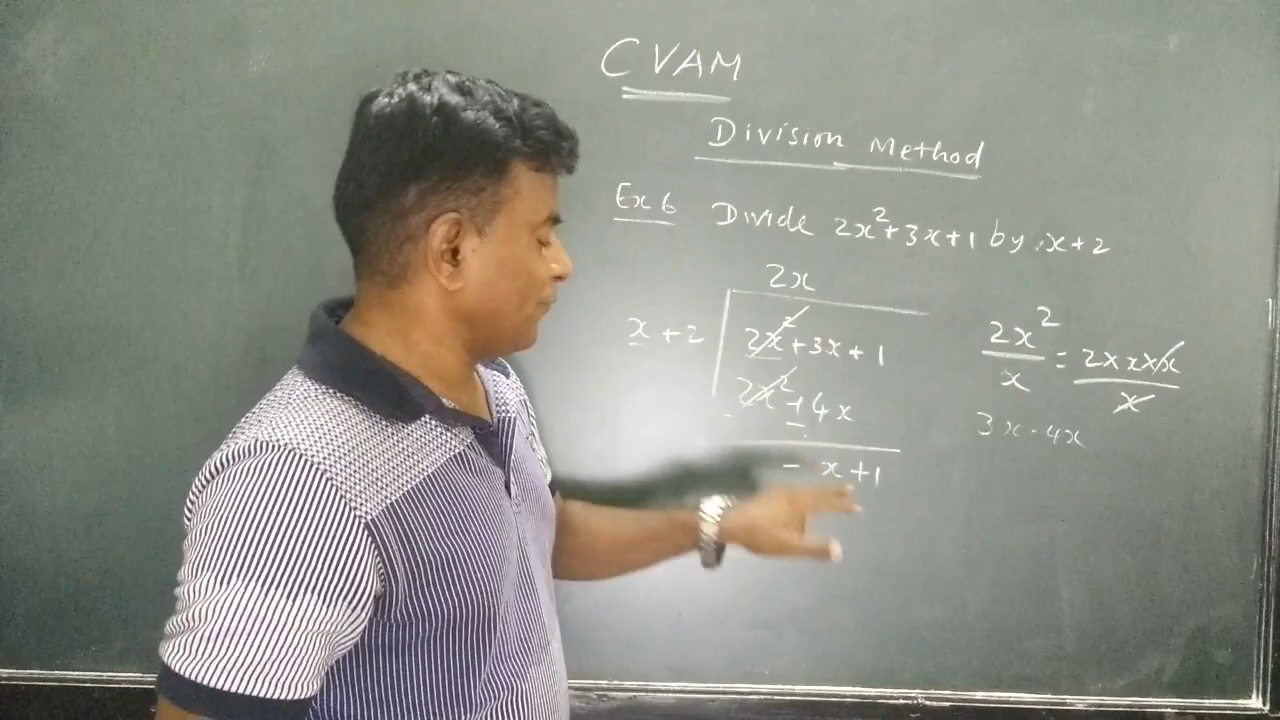 CVAM
Division Method
Ex 6 Divide 2x²+3x+1 by x+2
2x
x+2 2x²+3x+1
2x²+4x
- x+1
2x²/x = 2×x×x/x
3x-4x